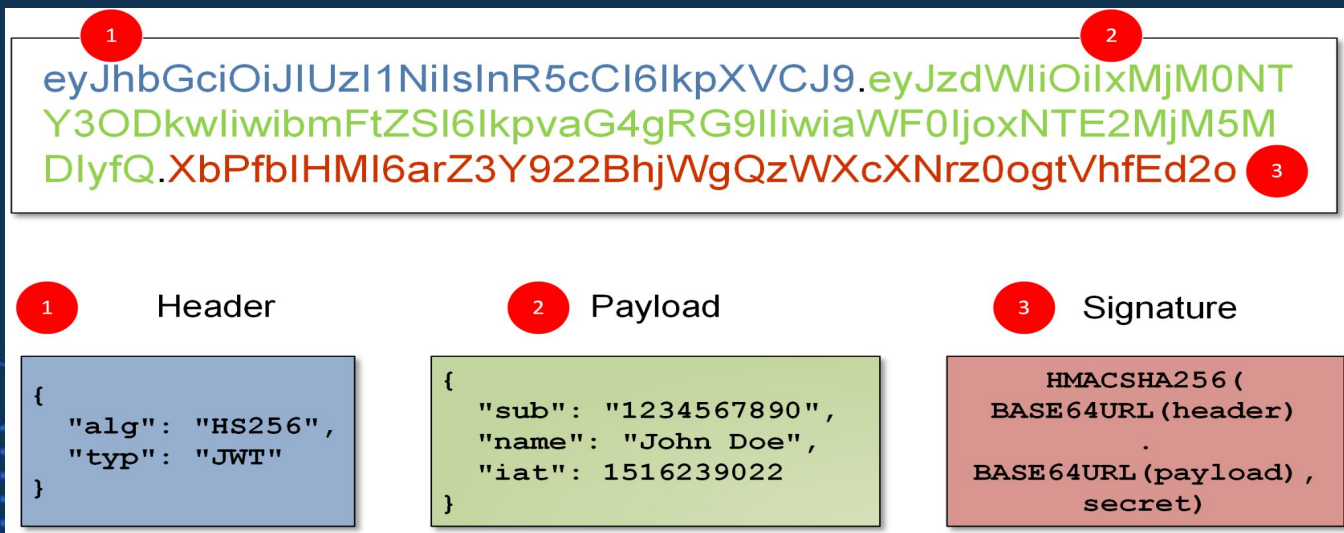 1
2
eyJhbGciOiJIUzI1NiIsInR5cCI6IkpXVCJ9.eyJzdWIiOiIxMjM0NT
Y3ODkwIiwibmFtZSI6IkpvaG4gRG9lIiwiaWF0IjoxNTE2MjM5M
DIyfQ.XbPfbIHMI6arZ3Y922BhjWgQzWXcXNrz0ogtVhfEd2o
3
1 Header
{
"alg": "HS256",
"typ": "JWT"
}
2 Payload
{
"sub": "1234567890",
"name": "John Doe",
"iat": 1516239022
}
3 Signature
HMACSHA256(
BASE64URL(header)
.
BASE64URL(payload),
secret)